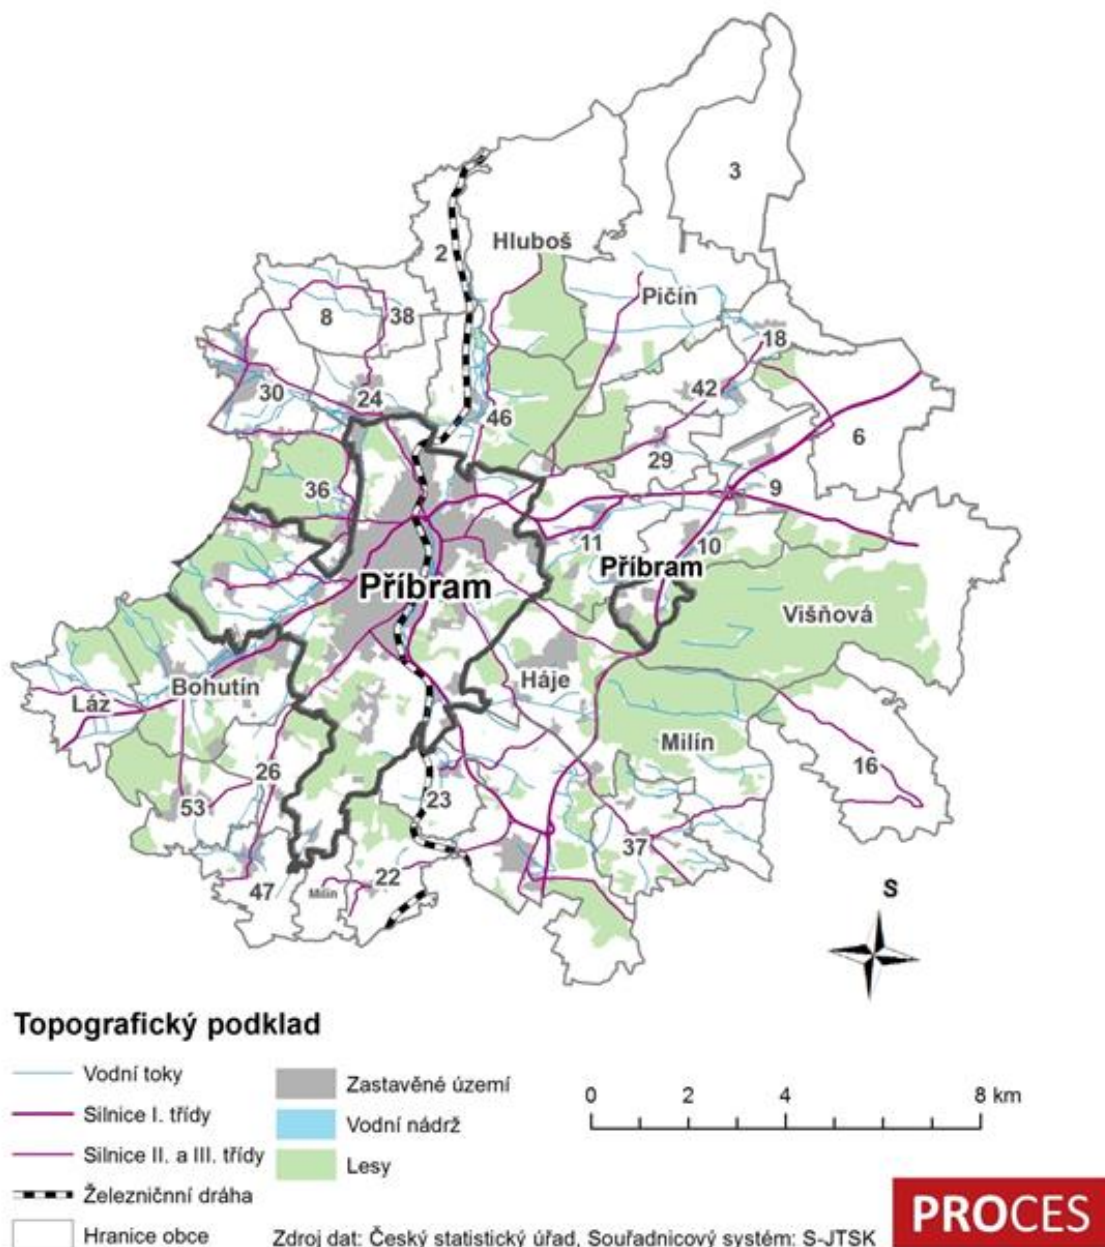 3
2
Hluboš
Pičín
8
38
18
30
24
42
46
6
29
36
9
11
10
Příbram
Příbram
Višňová
Háje
Bohutín
Láz
Milín
16
26
53
23
37
22
Milín
47
S
Topografický podklad
Vodní toky
Silnice I. třídy
Silnice II. a III. třídy
Železničnní dráha
Hranice obce
Zastavěné území
Vodní nádrž
Lesy
0 2 4 8 km
Zdroj dat: Český statistický úřad, Souřadnicový systém: S-JTSK
PROCES